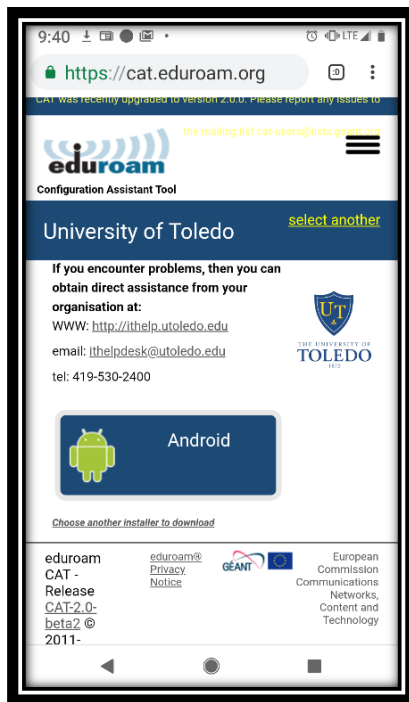 9:40
LTE
https://cat.eduroam.org
:D
CAT was recently upgraded to version 2.0.0. Please report any issues to
the mailing list cat-users@lists.geant.org
eduroam
Configuration Assistant Tool
University of Toledo
select another
If you encounter problems, then you can
obtain direct assistance from your
organisation at:
WWW: http://ithelp.utoledo.edu
email: ithelpdesk@utoledo.edu
tel: 419-530-2400
UT
THE UNIVERSITY OF
TOLEDO
1872
Android
Choose another installer to download
eduroam
CAT -
Release
CAT-2.0-
beta2 ©
2011-
eduroam®
Privacy
Notice
GÉANT
European
Commission
Communications
Networks,
Content and
Technology